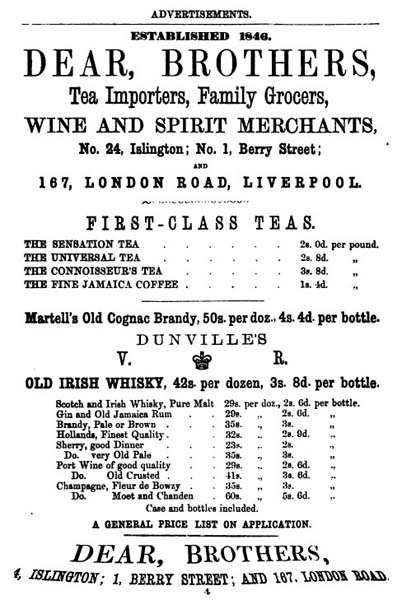 ADVERTISEMENTS.
ESTABLISHED 1846.
DEAR, BROTHERS,
Tea Importers, Family Grocers,
WINE AND SPIRIT MERCHANTS,
No. 24, Islington; No. 1, Berry Street;
AND
167, LONDON ROAD, LIVERPOOL.
FIRST-CLASS TEAS.
THE SENSATION TEA . . . . . . 2s. 0d. per pound.
THE UNIVERSAL TEA . . . . . . 2s. 8d. „
THE CONNOISSEUR'S TEA . . . . . 3s. 8d. „
THE FINE JAMAICA COFFEE . . . . . 1s. 4d. „
Martell's Old Cognac Brandy, 50s. per doz., 4s. 4d. per bottle.
DUNVILLE'S
V. R.
OLD IRISH WHISKY, 42s. per dozen, 3s. 8d. per bottle.
Scotch and Irish Whisky, Pure Malt 29s. per doz., 2s. 6d. per bottle.
Gin and Old Jamaica Rum . . 29s. „ 2s. 6d. „
Brandy, Pale or Brown . . . 35s. „ 3s. „
Hollands, Finest Quality . . . 32s. „ 2s. 9d. „
Sherry, good Dinner . . . 23s. „ 2s. „
Do. very Old Pale . . . 35s. „ 3s. „
Port Wine of good quality . . 29s. „ 2s. 6d. „
Do. Old Crusted . . . 41s. „ 3s. 6d. „
Champagne, Fleur de Bowzy . . 35s. „ 3s. „
Do. Moet and Chanden . 60s. „ 5s. 6d. „
Case and bottles included.
A GENERAL PRICE LIST ON APPLICATION.
DEAR, BROTHERS,
4, ISLINGTON; 1, BERRY STREET; AND 167, LONDON ROAD.
4